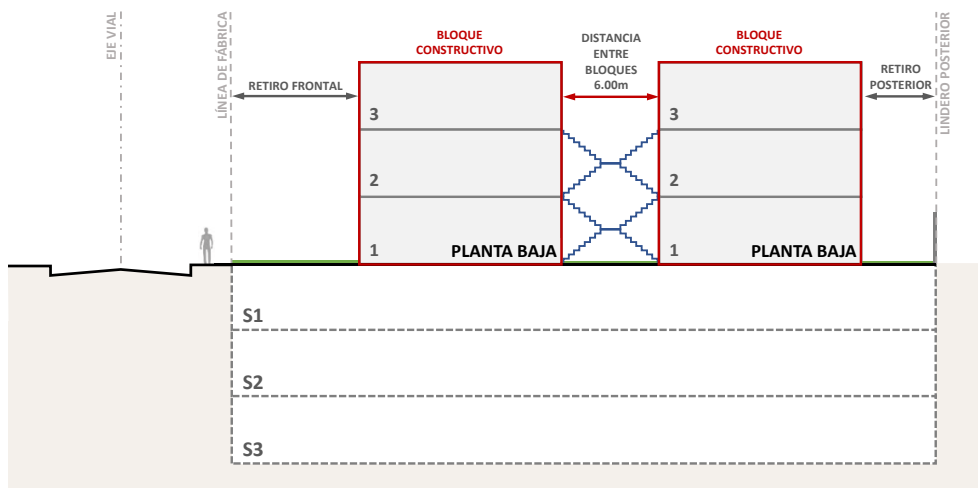 EJE VIAL
LÍNEA DE FÁBRICA
RETIRO FRONTAL
BLOQUE
CONSTRUCTIVO
DISTANCIA
ENTRE
BLOQUES
6.00m
BLOQUE
CONSTRUCTIVO
RETIRO
POSTERIOR
LINDERO POSTERIOR
3
3
2
2
1 PLANTA BAJA
1 PLANTA BAJA
S1
S2
S3